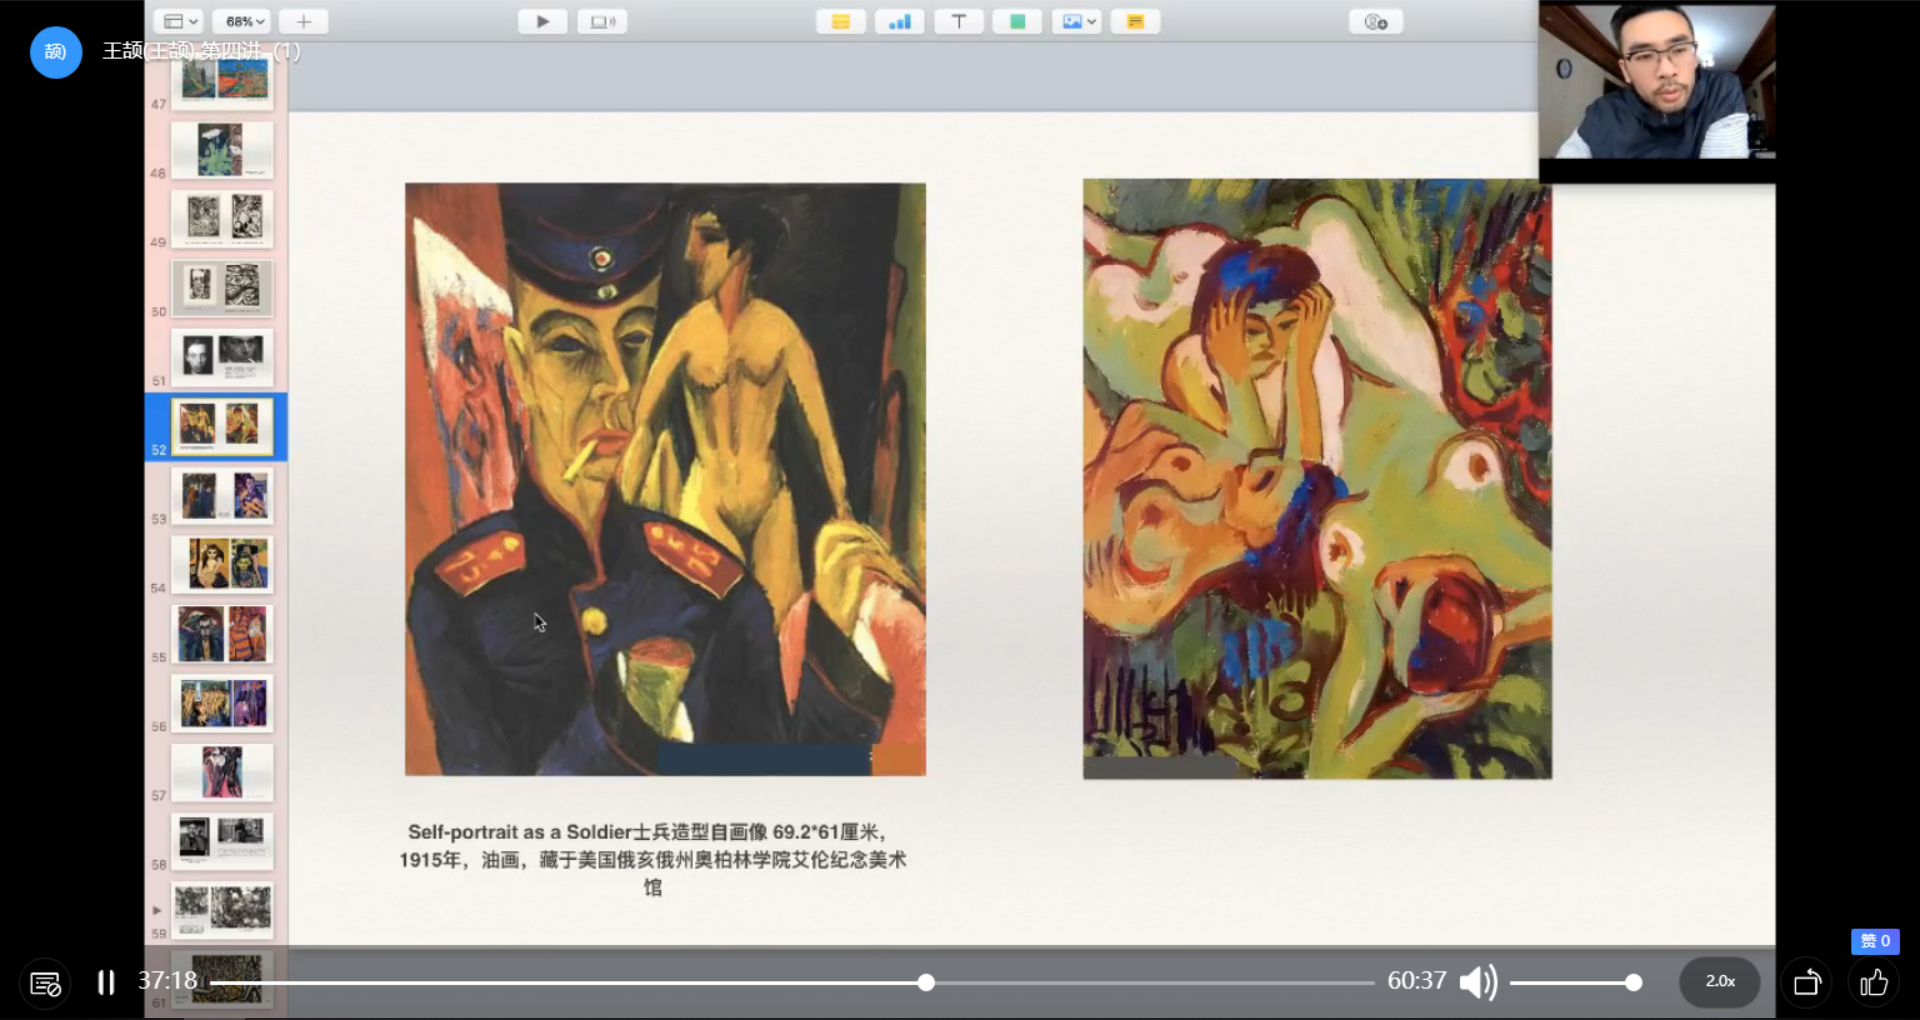 68%
颉)
王颉(王颉) 第四讲 (1)
47
48
49
50
51
52
53
54
55
56
57
58
59
61
Self-portrait as a Soldier士兵造型自画像 69.2*61厘米,
1915年，油画，藏于美国俄亥俄州奥柏林学院艾伦纪念美术
馆
赞 0
37:18
60:37
2.0x